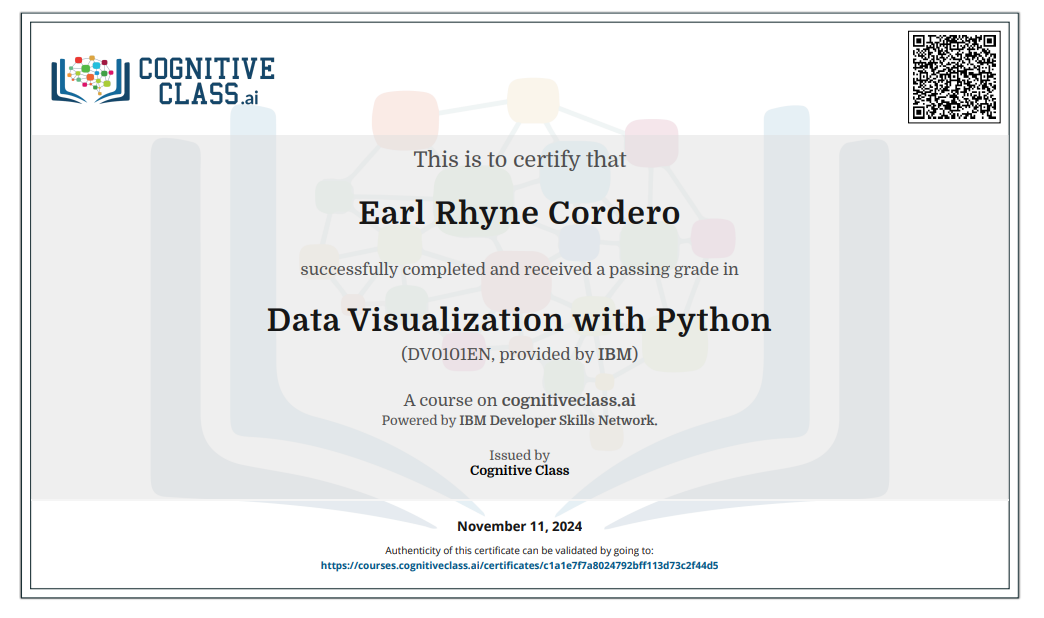 COGNITIVE
CLASS.ai
This is to certify that
Earl Rhyne Cordero
successfully completed and received a passing grade in
Data Visualization with Python
(DV0101EN, provided by IBM)
A course on cognitiveclass.ai
Powered by IBM Developer Skills Network.
Issued by
Cognitive Class
November 11, 2024
Authenticity of this certificate can be validated by going to:
https://courses.cognitiveclass.ai/certificates/c1a1e7f7a8024792bff113d73c2f44d5